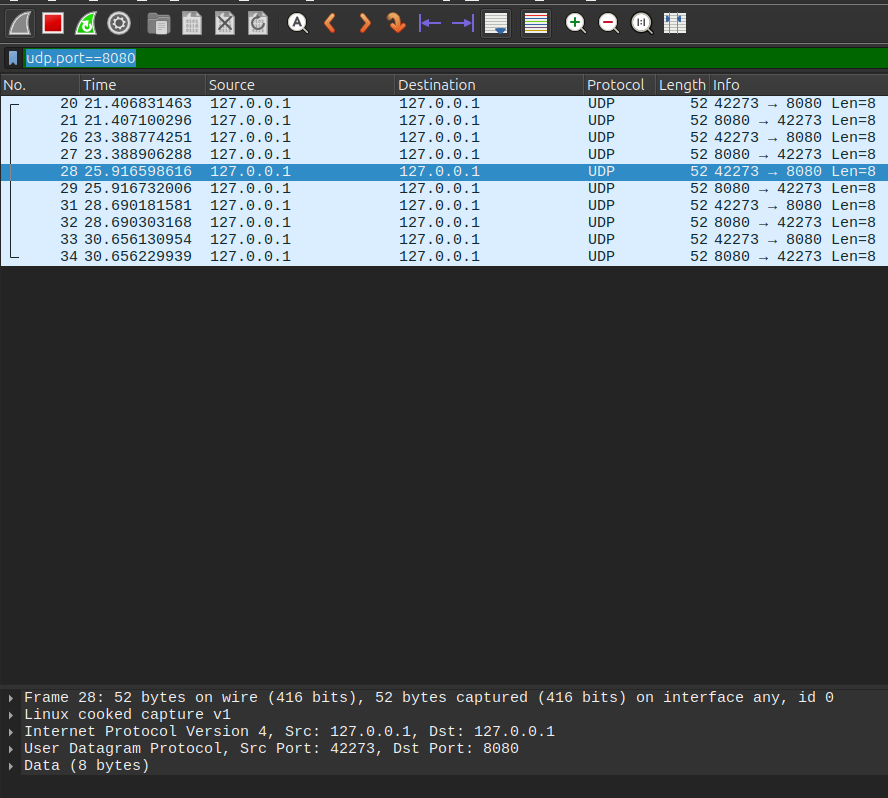 udp.port==8080
No. Time Source Destination Protocol Length Info
20 21.406831463 127.0.0.1 127.0.0.1 UDP 52 42273 → 8080 Len=8
21 21.407100296 127.0.0.1 127.0.0.1 UDP 52 8080 → 42273 Len=8
26 23.388774251 127.0.0.1 127.0.0.1 UDP 52 42273 → 8080 Len=8
27 23.388906288 127.0.0.1 127.0.0.1 UDP 52 8080 → 42273 Len=8
28 25.916598616 127.0.0.1 127.0.0.1 UDP 52 42273 → 8080 Len=8
29 25.916732006 127.0.0.1 127.0.0.1 UDP 52 8080 → 42273 Len=8
31 28.690181581 127.0.0.1 127.0.0.1 UDP 52 42273 → 8080 Len=8
32 28.690303168 127.0.0.1 127.0.0.1 UDP 52 8080 → 42273 Len=8
33 30.656130954 127.0.0.1 127.0.0.1 UDP 52 42273 → 8080 Len=8
34 30.656229939 127.0.0.1 127.0.0.1 UDP 52 8080 → 42273 Len=8
Frame 28: 52 bytes on wire (416 bits), 52 bytes captured (416 bits) on interface any, id 0
Linux cooked capture v1
Internet Protocol Version 4, Src: 127.0.0.1, Dst: 127.0.0.1
User Datagram Protocol, Src Port: 42273, Dst Port: 8080
Data (8 bytes)